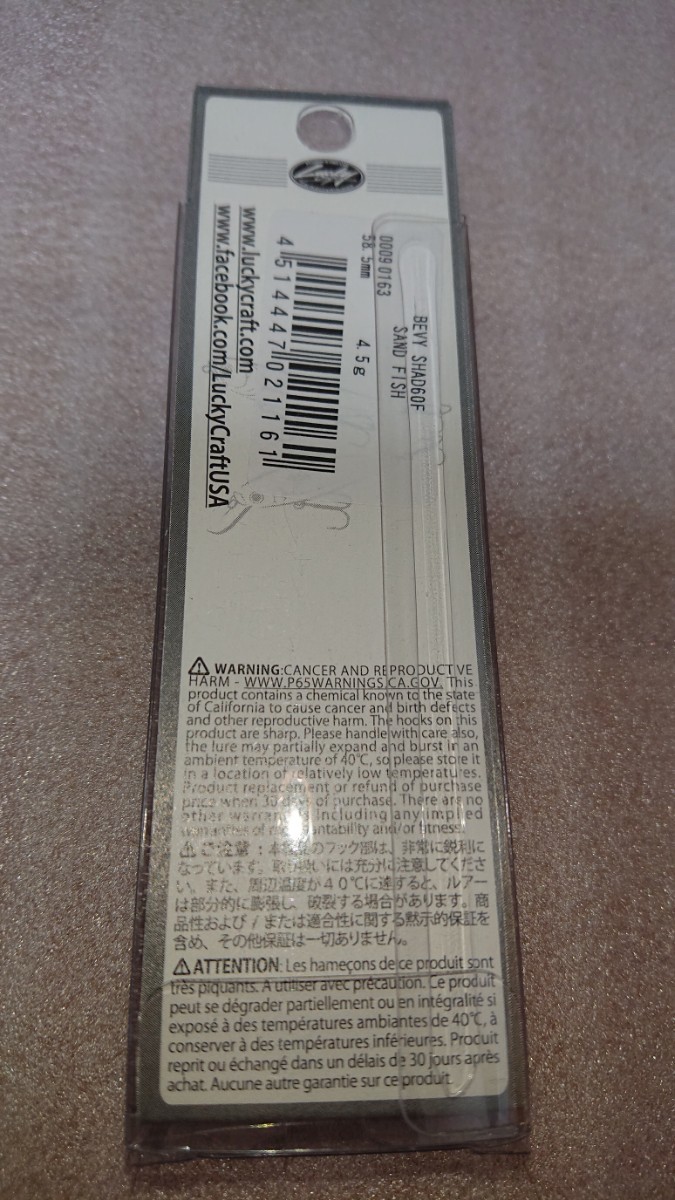 Lucky
BEVY SHAD60F
SAND FISH
0009 0163
58. 5mm 4. 5g
4 514447 021161
www.luckycraft.com
www.facebook.com/LuckyCraftUSA
⚠ WARNING:CANCER AND REPRODUCTIVE
HARM - WWW.P65WARNINGS.CA.GOV. This
product contains a chemical known to the state
of California to cause cancer and birth defects
and other reproductive harm. The hooks on this
product are sharp. Please handle with care also,
the lure may partially expand and burst in an
ambient temperature of 40℃, so please store it
in a location of relatively low temperatures.
Product replacement or refund of purchase
price when 30 days of purchase. There are no
other warranties including any implied
warranties of merchantability and/or fitness.
⚠ ご注意:本製品のフック部は、非常に鋭利に
なっています。取り扱いには充分に注意してくださ
い。また、周辺温度が40℃に達すると、ルアー
は部分的に膨張し、破裂する場合があります。商
品性および/または適合性に関する黙示的保証を
含め、その他保証は一切ありません。
⚠ATTENTION: Les hameçons de ce produit sont
très piquants. A utiliser avec précaution. Ce produit
peut se dégrader partiellement ou en intégralité si
exposé à des températures ambiantes de 40℃, à
conserver à des températures inférieures. Produit
reprit ou échangé dans un délais de 30 jours après
achat. Aucune autre garantie sur ce produit.